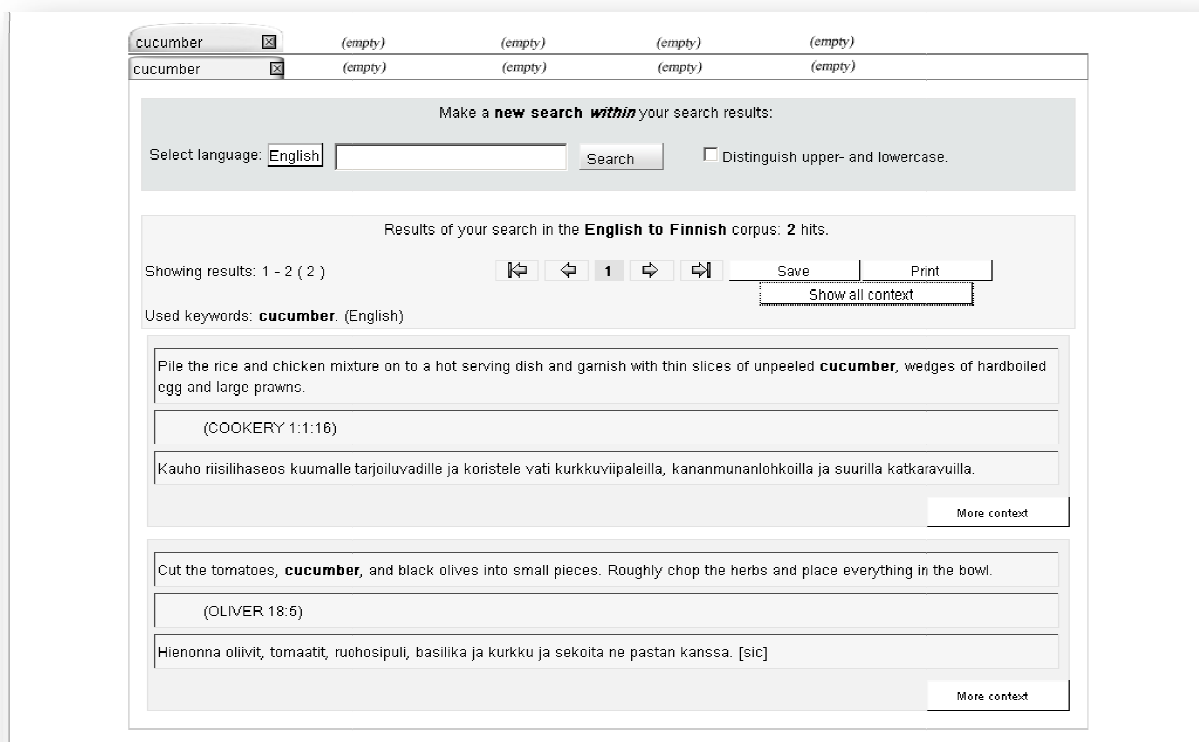 cucumber (empty) (empty) (empty) (empty)
cucumber (empty) (empty) (empty) (empty)
Make a new search within your search results:
Select language: English Search Distinguish upper- and lowercase.
Results of your search in the English to Finnish corpus: 2 hits.
Showing results: 1 - 2 ( 2 ) 1 Save Print
Show all context
Used keywords: cucumber. (English)
Pile the rice and chicken mixture on to a hot serving dish and garnish with thin slices of unpeeled cucumber, wedges of hardboiled
egg and large prawns.
(COOKERY 1:1:16)
Kauho riisilihaseos kuumalle tarjoiluvadille ja koristele vati kurkkuviipaleilla, kananmunanlohkoilla ja suurilla katkaravuilla.
More context
Cut the tomatoes, cucumber, and black olives into small pieces. Roughly chop the herbs and place everything in the bowl.
(OLIVER 18:5)
Hienonna oliivit, tomaatit, ruohosipuli, basilika ja kurkku ja sekoita ne pastan kanssa. [sic]
More context